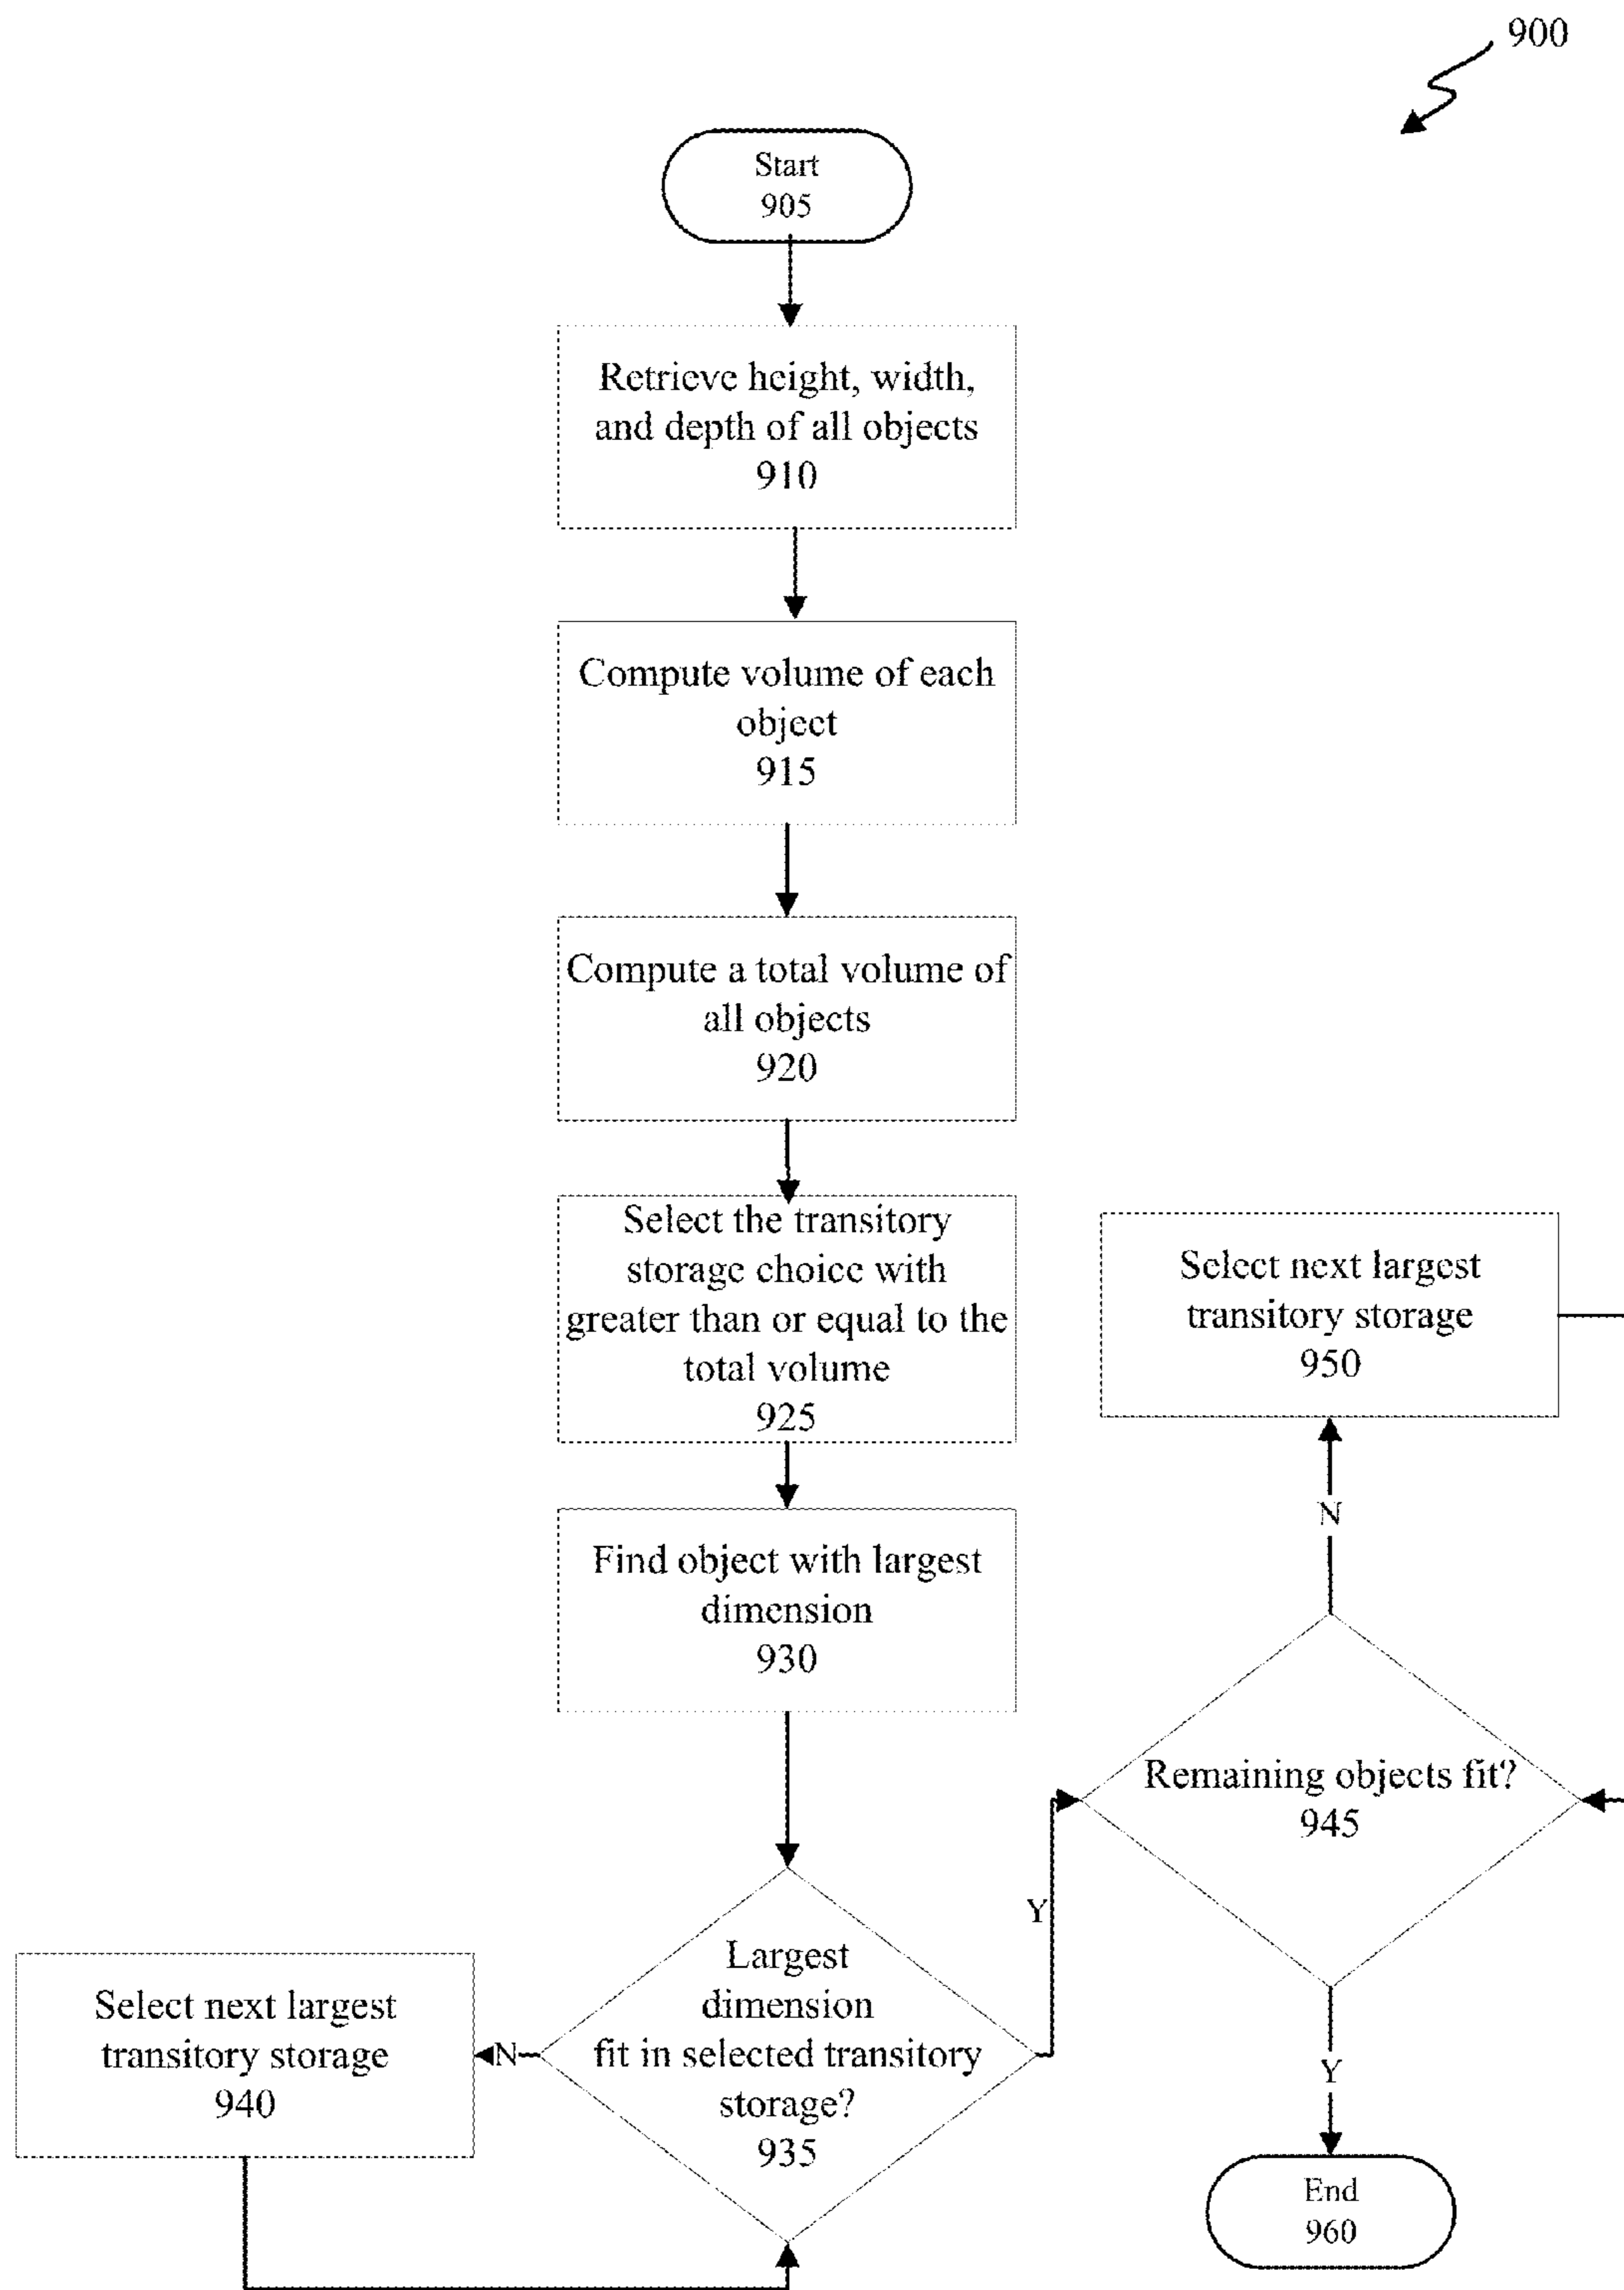 900
Start
905
Retrieve height, width,
and depth of all objects
910
Compute volume of each
object
915
Compute a total volume of
all objects
920
Select the transitory
storage choice with
greater than or equal to the
total volume
925
Find object with largest
dimension
930
Largest
dimension
fit in selected transitory
storage?
935
N
Select next largest
transitory storage
940
Y
Remaining objects fit?
945
N
Select next largest
transitory storage
950
Y
End
960